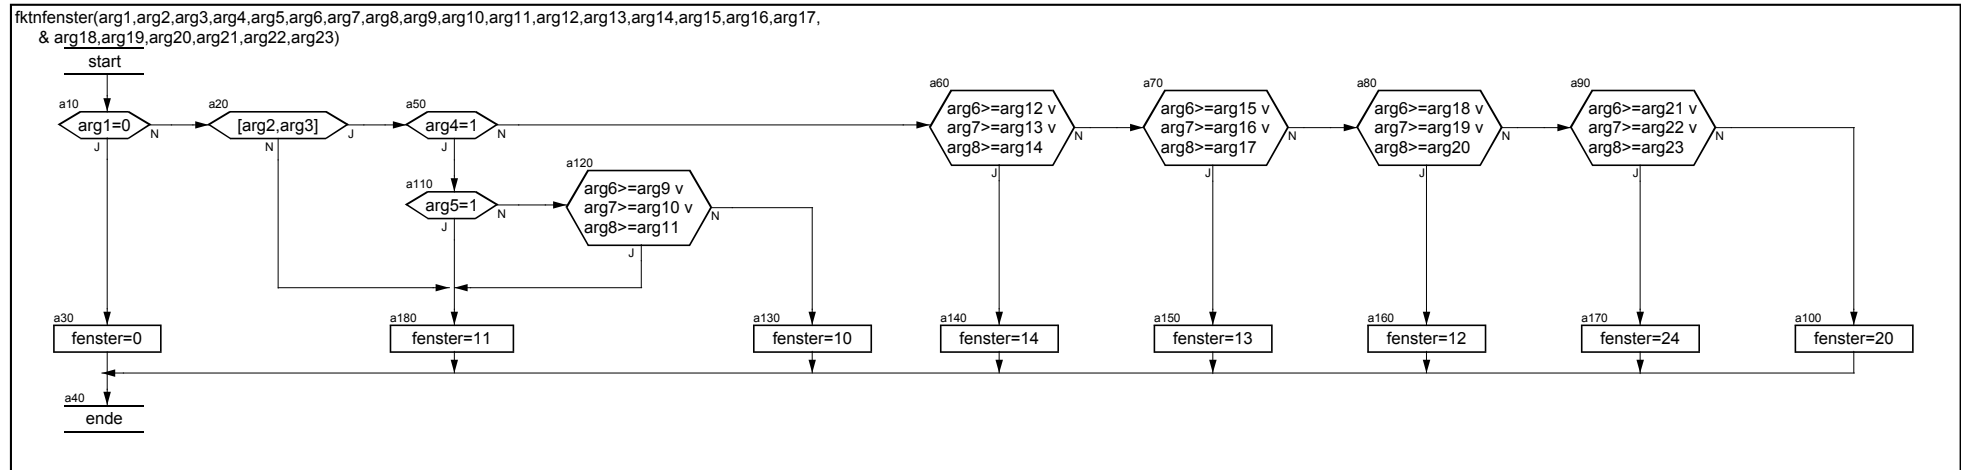 fktnfenster(arg1,arg2,arg3,arg4,arg5,arg6,arg7,arg8,arg9,arg10,arg11,arg12,arg13,arg14,arg15,arg16,arg17,
& arg18,arg19,arg20,arg21,arg22,arg23)
start
a10
arg1=0
N
J
a20
[arg2,arg3]
J
N
a50
arg4=1
N
J
a60
arg6>=arg12 v
arg7>=arg13 v
arg8>=arg14
N
J
a70
arg6>=arg15 v
arg7>=arg16 v
arg8>=arg17
N
J
a80
arg6>=arg18 v
arg7>=arg19 v
arg8>=arg20
N
J
a90
arg6>=arg21 v
arg7>=arg22 v
arg8>=arg23
N
J
a110
arg5=1
N
J
a120
arg6>=arg9 v
arg7>=arg10 v
arg8>=arg11
N
J
a30
fenster=0
a180
fenster=11
a130
fenster=10
a140
fenster=14
a150
fenster=13
a160
fenster=12
a170
fenster=24
a100
fenster=20
a40
ende